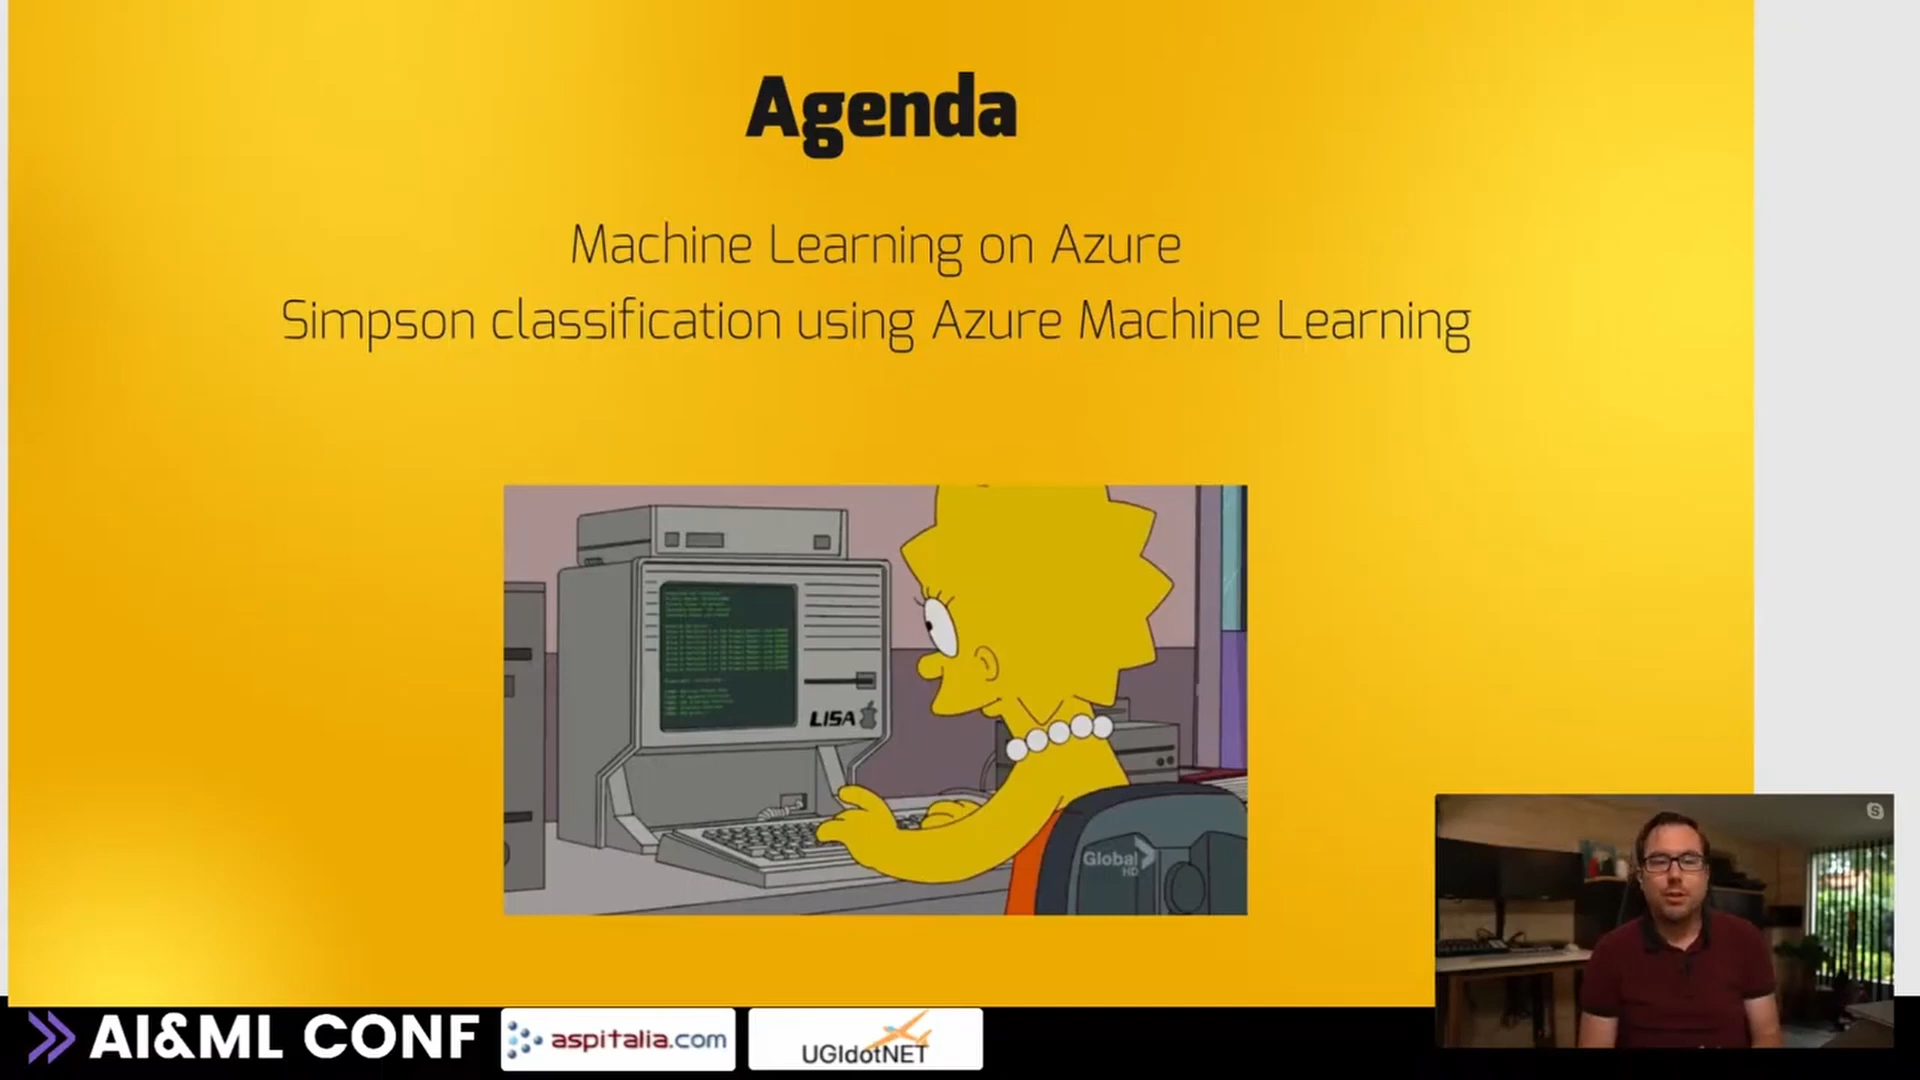 Agenda
Machine Learning on Azure
Simpson classification using Azure Machine Learning
LISA
Global
HD
AI&ML CONF
aspitalia.com
UGIdotNET